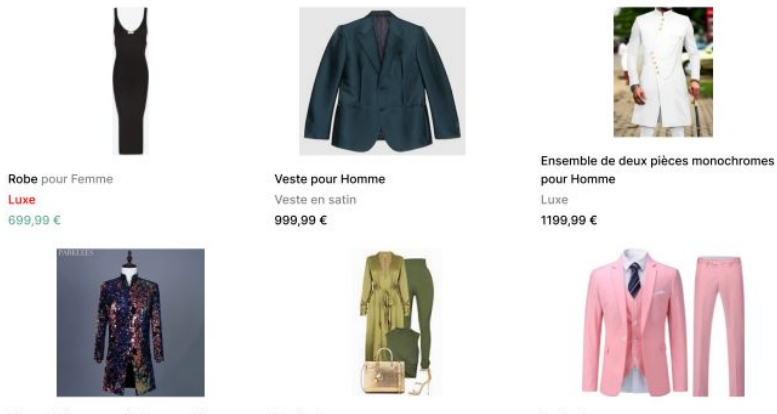 Robe pour Femme
Luxe
699,99 €
Veste pour Homme
Veste en satin
999,99 €
Ensemble de deux pièces monochromes
pour Homme
Luxe
1199,99 €
PARKLEES